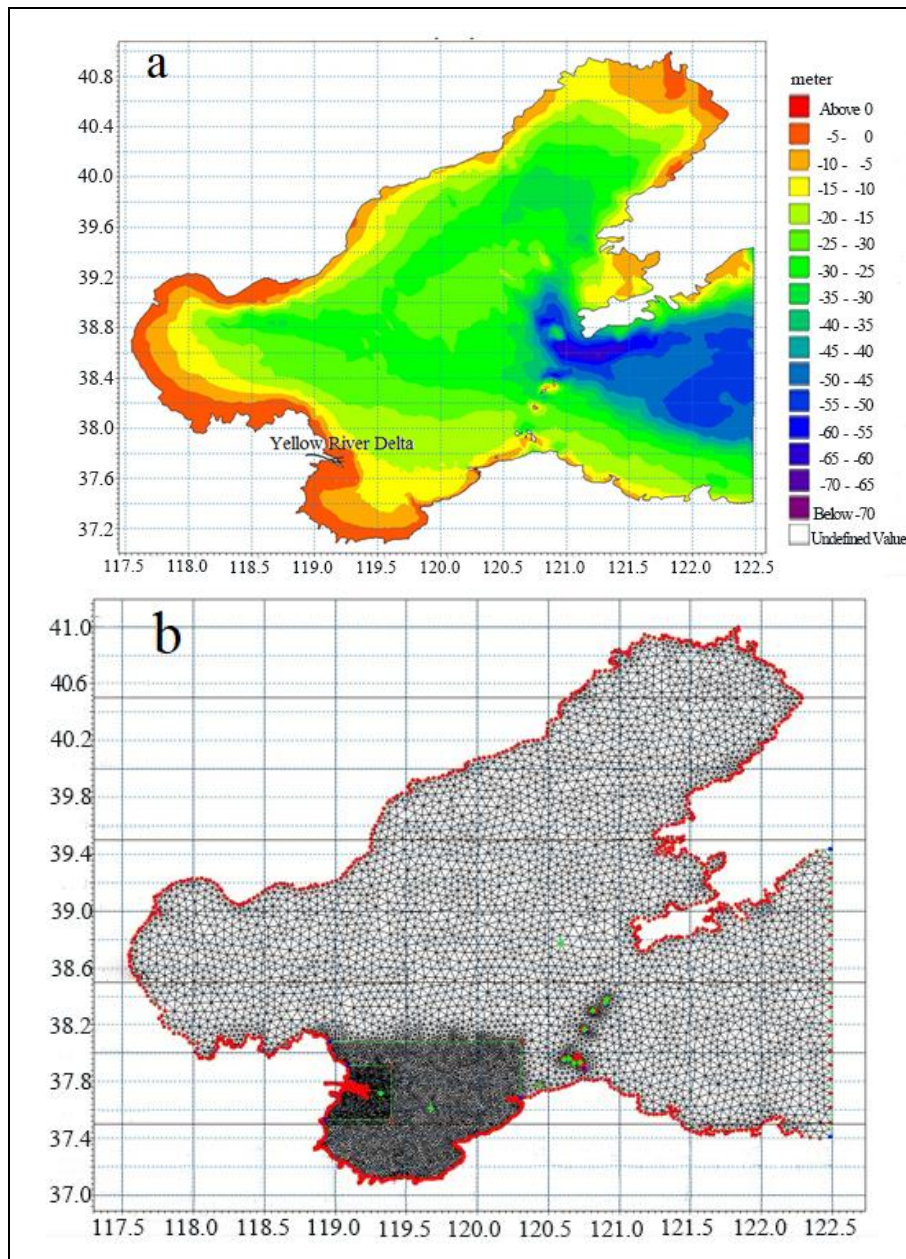 a
meter
Above 0
-5 - 0
-10 - -5
-15 - -10
-20 - -15
-25 - -30
-30 - -25
-35 - -30
-40 - -35
-45 - -40
-50 - -45
-55 - -50
-60 - -55
-65 - -60
-70 - -65
Below -70
Undefined Value
40.8
40.4
40.0
39.6
39.2
38.8
38.4
38.0
37.6
37.2
Yellow River Delta
117.5 118.0 118.5 119.0 119.5 120.0 120.5 121.0 121.5 122.0 122.5
b
41.0
40.6
40.2
39.8
39.4
39.0
38.6
38.2
37.8
37.4
37.0
117.5 118.0 118.5 119.0 119.5 120.0 120.5 121.0 121.5 122.0 122.5